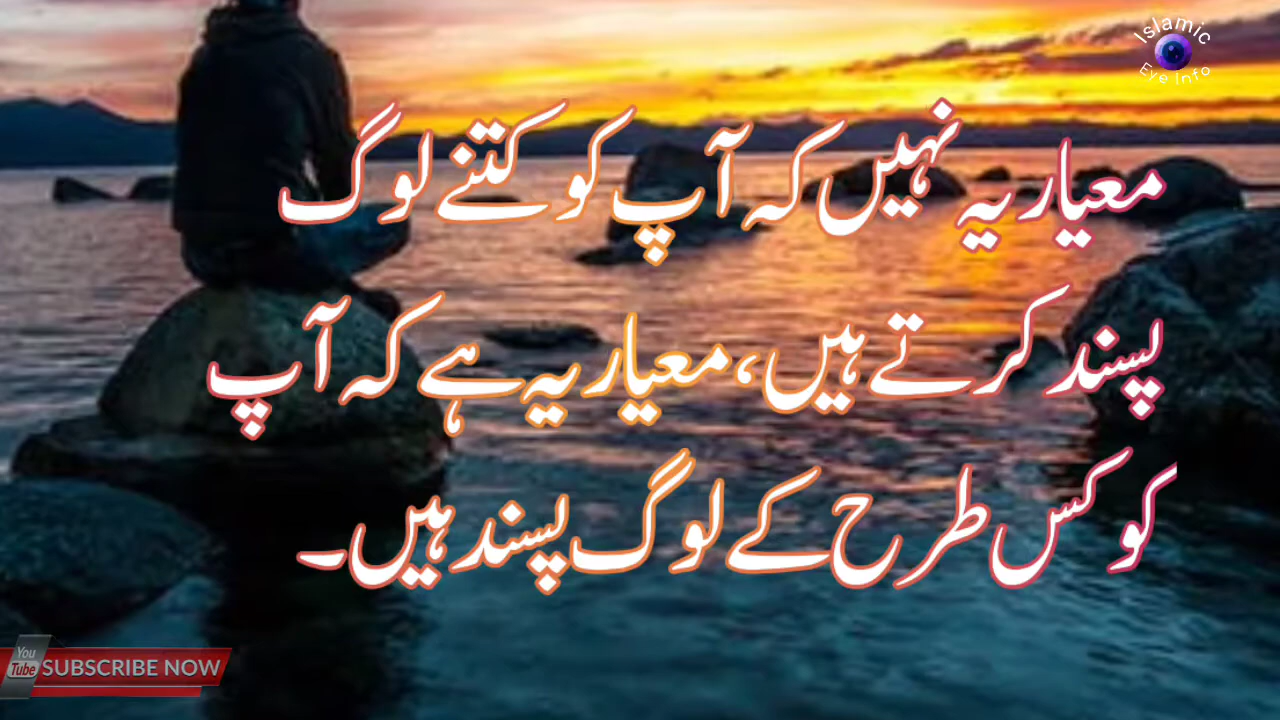 Islamic
Eye Info
معیار یہ نہیں کہ آپ کو کتنے لوگ
پسند کرتے ہیں، معیار یہ ہے کہ آپ
کو کس طرح کے لوگ پسند ہیں۔
You
Tube
SUBSCRIBE NOW